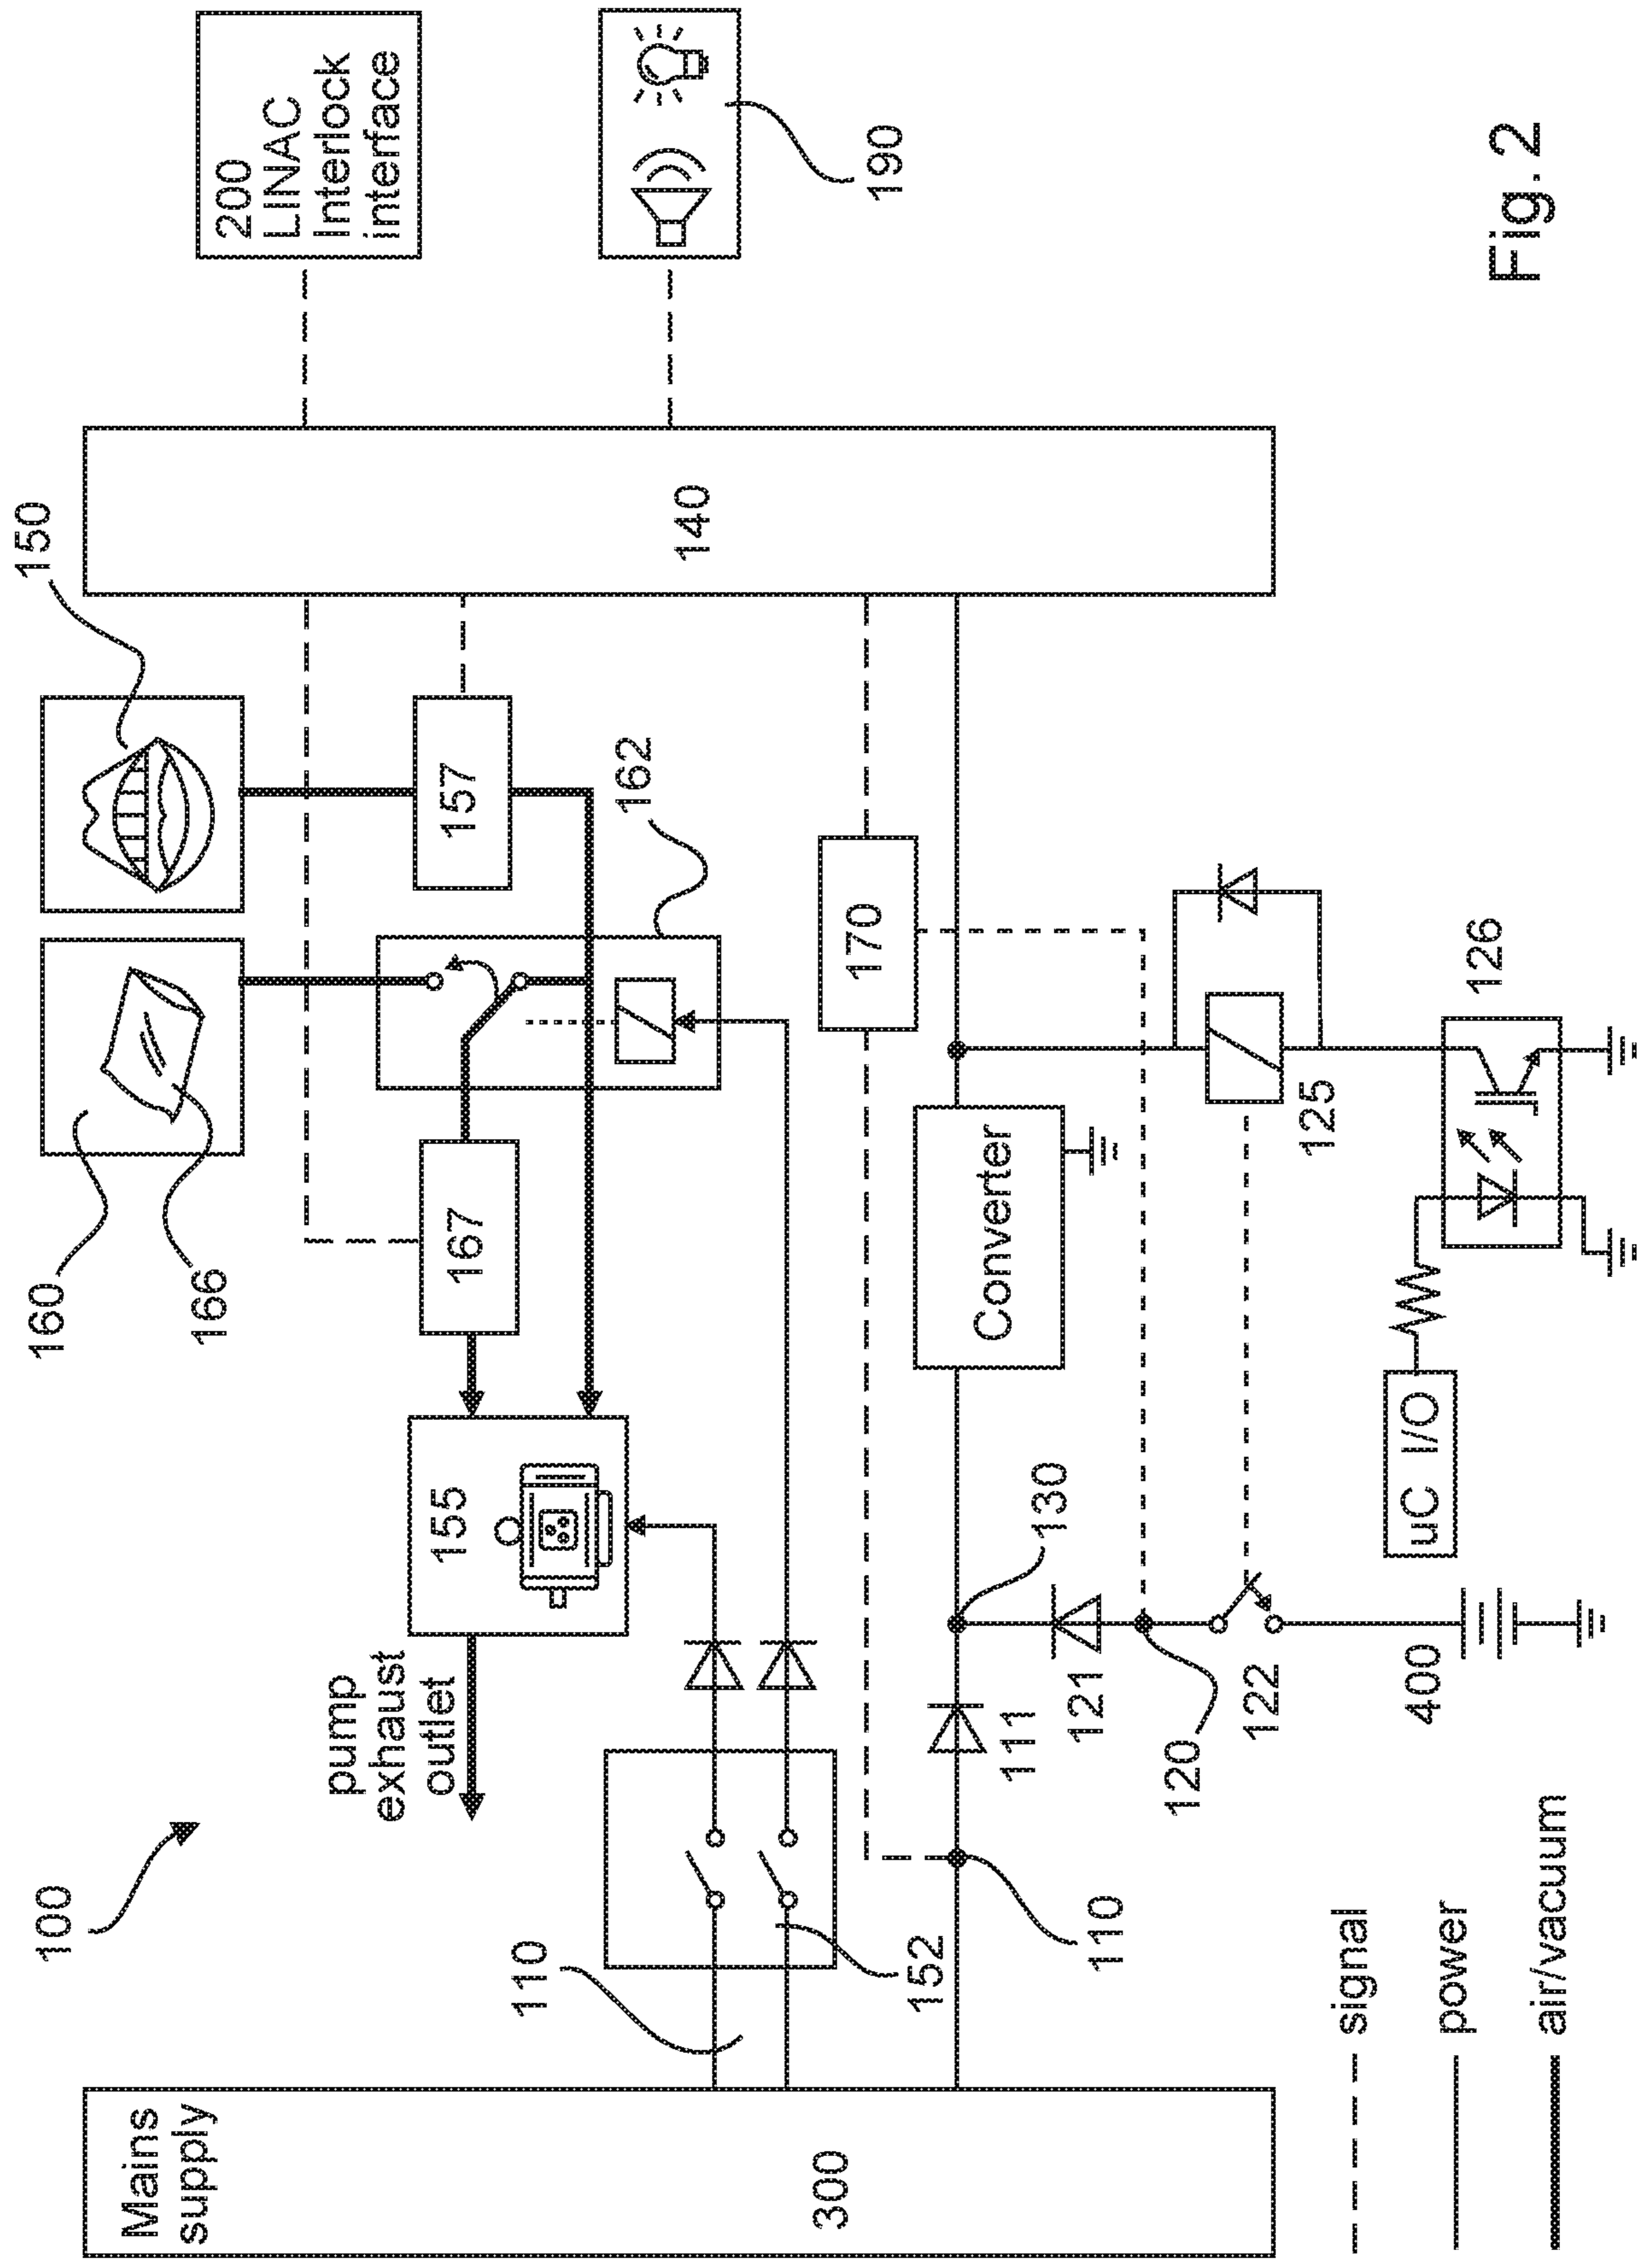 100
Mains
supply
300
110
152
110
pump
exhaust
outlet
155
160
166
167
150
157
162
170
140
200
LINAC
Interlock
interface
190
111
130
121
120
122
400
Converter
125
126
uC I/O
signal
power
air/vacuum
Fig. 2